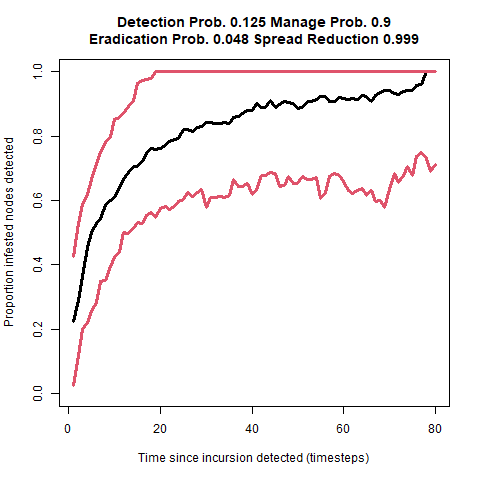 Detection Prob. 0.125 Manage Prob. 0.9
Eradication Prob. 0.048 Spread Reduction 0.999
Proportion infested nodes detected
1.0
0.8
0.6
0.4
0.2
0.0
0 20 40 60 80
Time since incursion detected (timesteps)